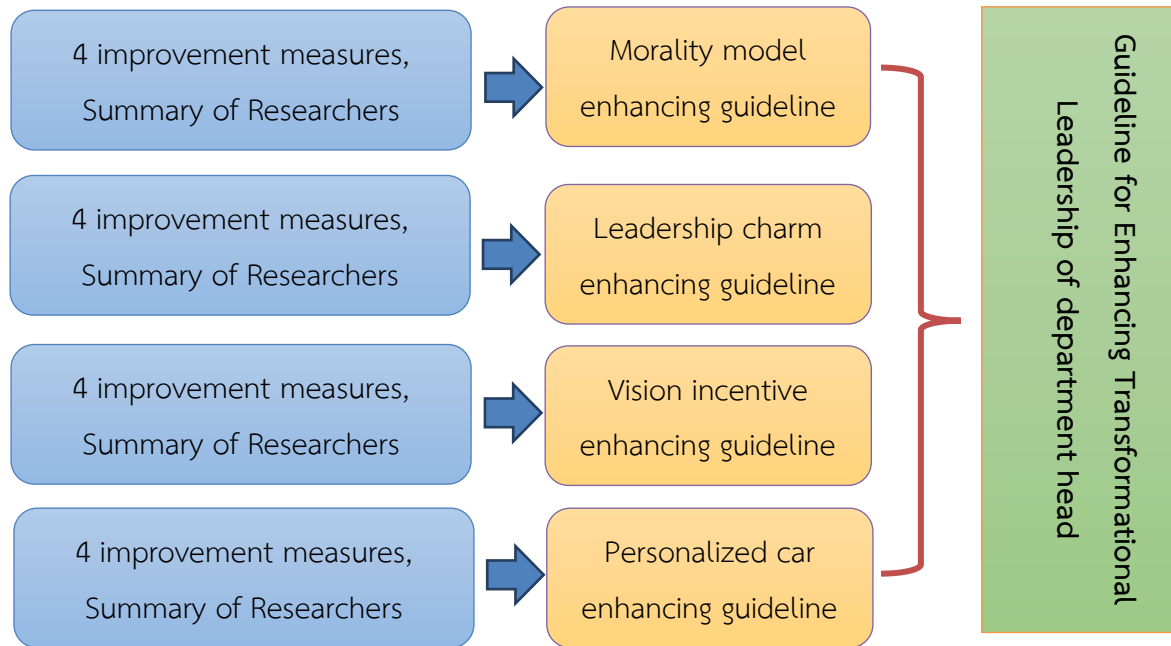 4 improvement measures,
Summary of Researchers
Morality model
enhancing guideline
4 improvement measures,
Summary of Researchers
Leadership charm
enhancing guideline
4 improvement measures,
Summary of Researchers
Vision incentive
enhancing guideline
4 improvement measures,
Summary of Researchers
Personalized car
enhancing guideline
Guideline for Enhancing Transformational
Leadership of department head